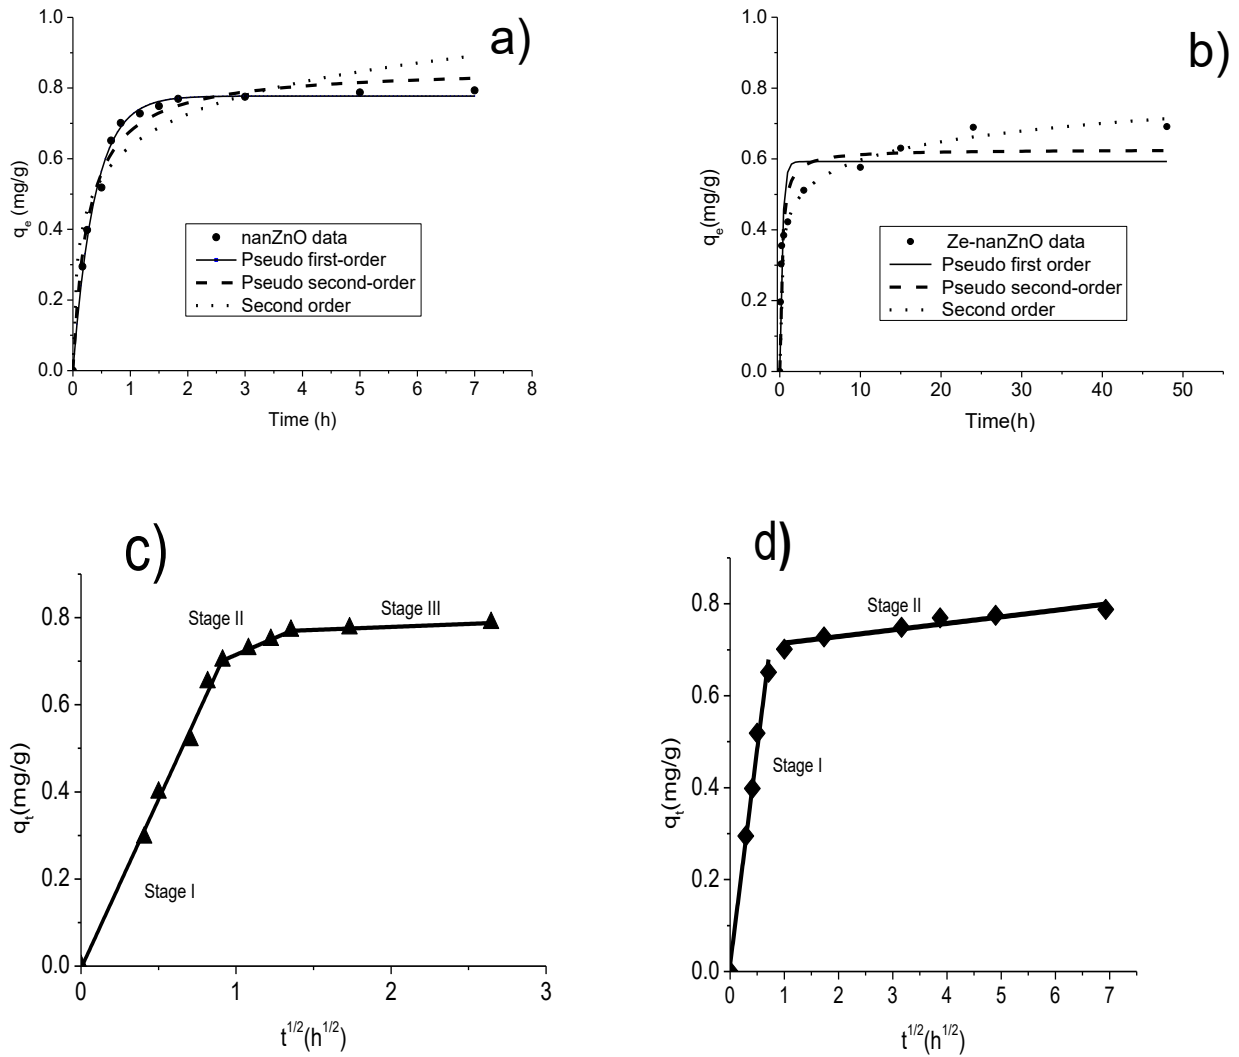 a)
1.0
0.8
0.6
0.4
0.2
0.0
qe (mg/g)
nanZnO data
Pseudo first-order
Pseudo second-order
Second order
0 1 2 3 4 5 6 7 8
Time (h)
b)
1.0
0.8
0.6
0.4
0.2
0.0
qe(mg/g)
Ze-nanZnO data
Pseudo first order
Pseudo second-order
Second order
0 10 20 30 40 50
Time(h)
c)
0.8
0.6
0.4
0.2
0.0
qt(mg/g)
Stage II
Stage III
Stage I
0 1 2 3
t1/2(h1/2)
d)
0.8
0.6
0.4
0.2
0.0
qt(mg/g)
Stage II
Stage I
0 1 2 3 4 5 6 7
t1/2(h1/2)